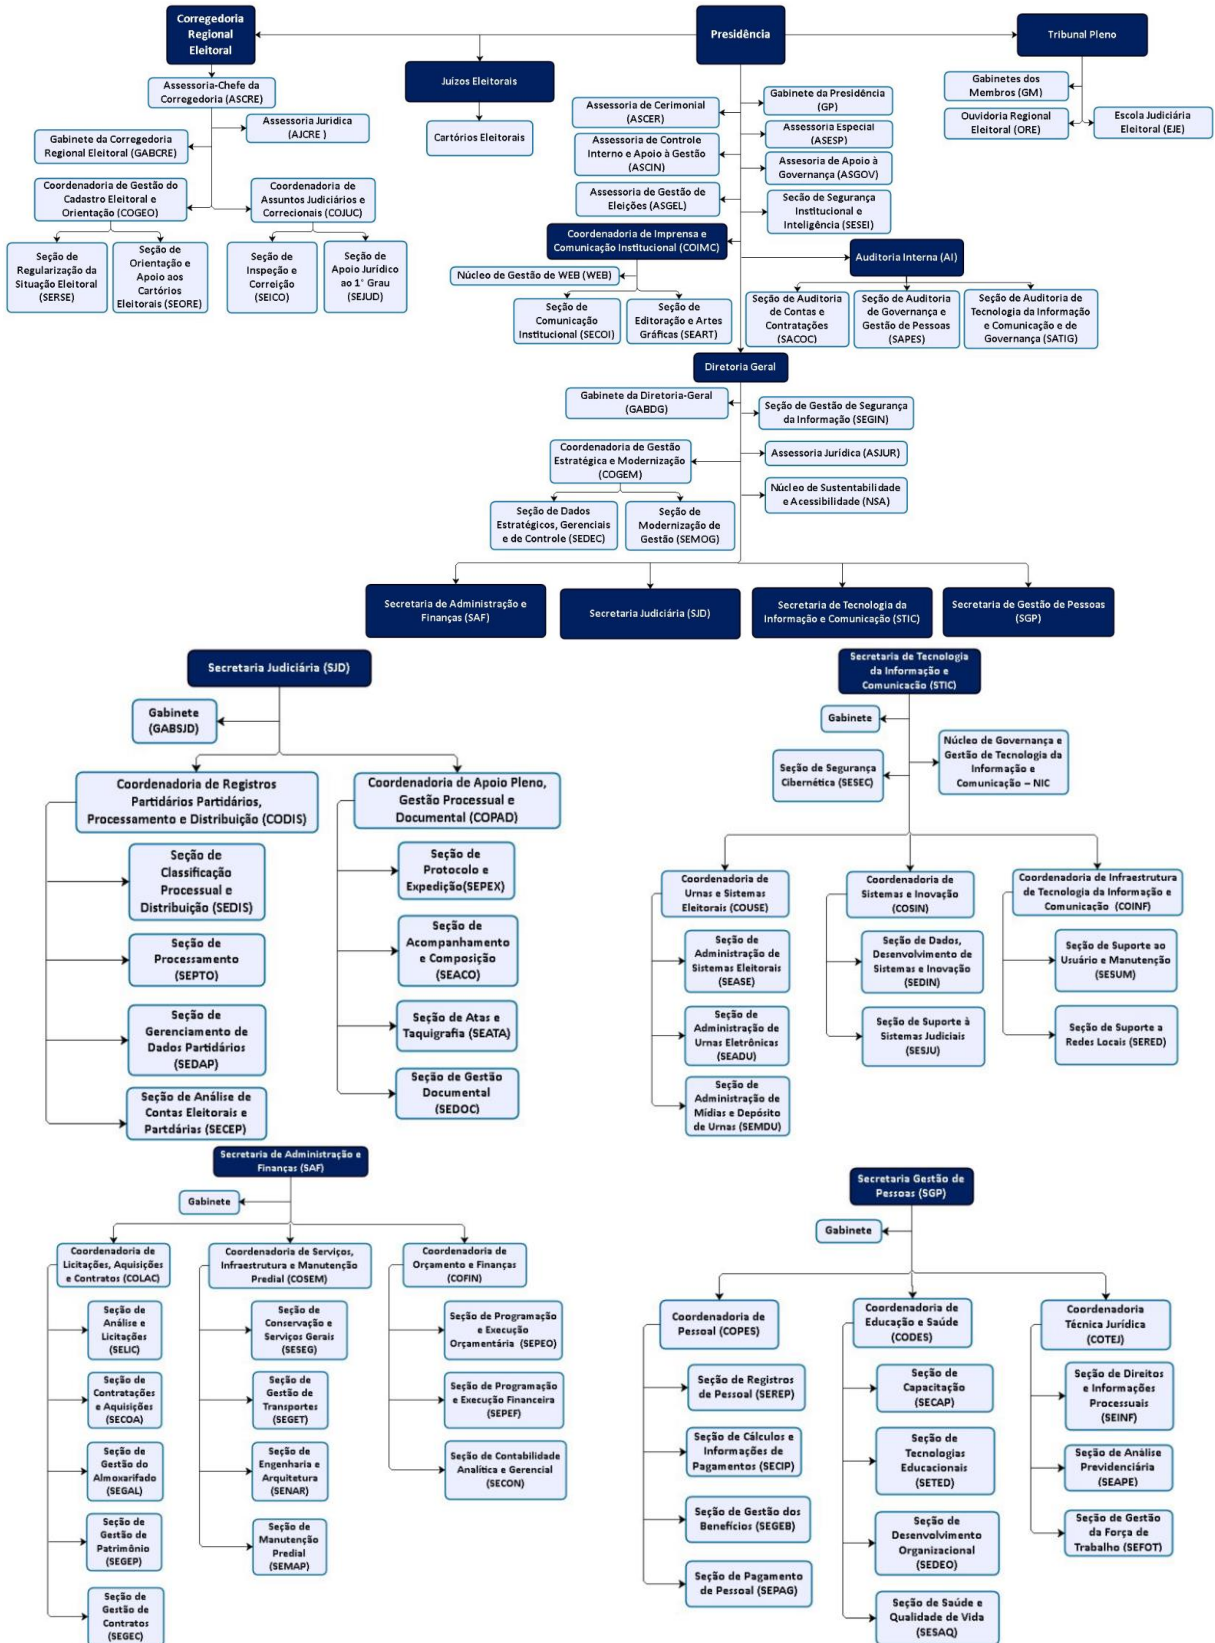 Corregedoria
Regional
Eleitoral
Presidência
Tribunal Pleno
Juízos Eleitorais
Cartórios Eleitorais
Assessoria-Chefe da
Corregedoria (ASCRE)
Assessoria Juridica
(AJCRE )
Gabinete da Corregedoria
Regional Eleitoral (GABCRE)
Coordenadoria de Gestão do
Cadastro Eleitoral e
Orientação (COGEO)
Coordenadoria de
Assuntos Judiciários e
Correcionais (COJUC)
Seção de
Regularização da
Situação Eleitoral
(SERSE)
Seção de
Orientação e
Apoio aos
Cartórios
Eleitorais (SEORE)
Seção de
Inspeção e
Correição
(SEICO)
Seção de
Apoio Jurídico
ao 1° Grau
(SEJUD)
Gabinetes dos
Membros (GM)
Ouvidoria Regional
Eleitoral (ORE)
Escola Judiciária
Eleitoral (EJE)
Assessoria de Cerimonial
(ASCER)
Gabinete da Presidência
(GP)
Assessoria Especial
(ASESP)
Assessoria de Controle
Interno e Apoio à Gestão
(ASCIN)
Assesoria de Apoio à
Governança (ASGOV)
Assessoria de Gestão de
Eleições (ASGEL)
Secão de Segurança
Institucional e
Inteligência (SESEI)
Coordenadoria de Imprensa e
Comunicação Institucional (COIMC)
Núcleo de Gestão de WEB (WEB)
Seção de
Comunicação
Institucional (SECOI)
Seção de
Editoração e Artes
Gráficas (SEART)
Auditoria Interna (AI)
Seção de Auditoria
de Contas e
Contratações
(SACOC)
Seção de Auditoria
de Governança e
Gestão de Pessoas
(SAPES)
Seção de Auditoria de
Tecnologia da Informação
e Comunicação e de
Governança (SATIG)
Diretoria Geral
Gabinete da Diretoria-Geral
(GABDG)
Seção de Gestão de Segurança
da Informação (SEGIN)
Coordenadoria de Gestão
Estratégica e Modernização
(COGEM)
Assessoria Jurídica (ASJUR)
Núcleo de Sustentabilidade
e Acessibilidade (NSA)
Seção de Dados
Estratégicos, Gerenciais
e de Controle (SEDEC)
Seção de
Modernização de
Gestão (SEMOG)
Secretaria de Administração e
Finanças (SAF)
Secretaria Judiciária (SJD)
Secretaria de Tecnologia da
Informação e Comunicação (STIC)
Secretaria de Gestão de Pessoas
(SGP)
Secretaria Judiciária (SJD)
Gabinete
(GABSJD)
Coordenadoria de Registros
Partidários Partidários,
Processamento e Distribuição (CODIS)
Seção de
Classificação
Processual e
Distribuição (SEDIS)
Seção de
Processamento
(SEPTO)
Seção de
Gerenciamento de
Dados Partidários
(SEDAP)
Seção de Análise de
Contas Eleitorais e
Partdárias (SECEP)
Coordenadoria de Apoio Pleno,
Gestão Processual e
Documental (COPAD)
Seção de
Protocolo e
Expedição(SEPEX)
Seção de
Acompanhamento
e Composição
(SEACO)
Seção de Atas e
Taquigrafia (SEATA)
Seção de Gestão
Documental
(SEDOC)
Secretaria de Tecnologia
da Informação e
Comunicação (STIC)
Gabinete
Seção de Segurança
Cibernética (SESEC)
Núcleo de Governança e
Gestão de Tecnologia da
Informação e
Comunicação – NIC
Coordenadoria de
Urnas e Sistemas
Eleitorais (COUSE)
Seção de
Administração de
Sistemas Eleitorais
(SEASE)
Seção de
Administração de
Urnas Eletrônicas
(SEADU)
Seção de
Administração de
Mídias e Depósito
de Urnas (SEMDU)
Coordenadoria de
Sistemas e Inovação
(COSIN)
Seção de Dados,
Desenvolvimento de
Sistemas e Inovação
(SEDIN)
Seção de Suporte à
Sistemas Judiciais
(SESJU)
Coordenadoria de Infraestrutura
de Tecnologia da Informação e
Comunicação (COINF)
Seção de Suporte ao
Usuário e Manutenção
(SESUM)
Seção de Suporte a
Redes Locais (SERED)
Secretaria de Administração e
Finanças (SAF)
Gabinete
Coordenadoria de
Licitações, Aquisições
e Contratos (COLAC)
Seção de
Análise e
Licitações
(SELIC)
Seção de
Contratações
e Aquisições
(SECOA)
Seção de
Gestão do
Almoxarifado
(SEGAL)
Seção de
Gestão de
Patrimônio
(SEGEP)
Seção de
Gestão de
Contratos
(SEGEC)
Coordenadoria de Serviços,
Infraestrutura e Manutenção
Predial (COSEM)
Seção de
Conservação e
Serviços Gerais
(SESEG)
Seção de
Gestão de
Transportes
(SEGET)
Seção de
Engenharia e
Arquitetura
(SENAR)
Seção de
Manutenção
Predial
(SEMAP)
Coordenadoria de
Orçamento e Finanças
(COFIN)
Seção de Programação
e Execução
Orçamentária (SEPEO)
Seção de Programação
e Execução Financeira
(SEPEF)
Seção de Contabilidade
Analítica e Gerencial
(SECON)
Secretaria Gestão de
Pessoas (SGP)
Gabinete
Coordenadoria de
Pessoal (COPES)
Seção de Registros
de Pessoal (SEREP)
Seção de Cálculos e
Informações de
Pagamentos (SECIP)
Seção de Gestão dos
Benefícios (SEGEB)
Seção de Pagamento
de Pessoal (SEPAG)
Coordenadoria de
Educação e Saúde
(CODES)
Seção de
Capacitação
(SECAP)
Seção de
Tecnologias
Educacionais
(SETED)
Seção de
Desenvolvimento
Organizacional
(SEDEO)
Seção de Saúde e
Qualidade de Vida
(SESAQ)
Coordenadoria
Técnica Jurídica
(COTEJ)
Seção de Direitos
e Informações
Processuais
(SEINF)
Seção de Análise
Previdenciária
(SEAPE)
Seção de Gestão
da Força de
Trabalho (SEFOT)